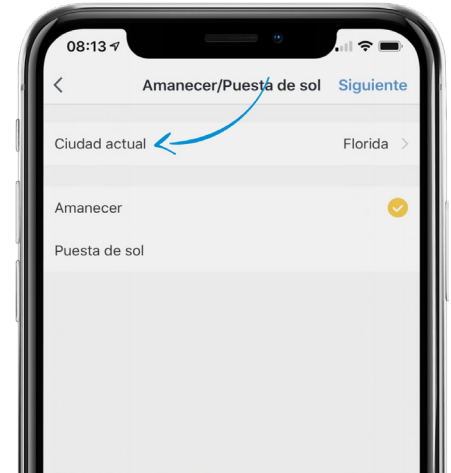 08:13
Amanecer/Puesta de sol Siguiente
Ciudad actual Florida
Amanecer
Puesta de sol